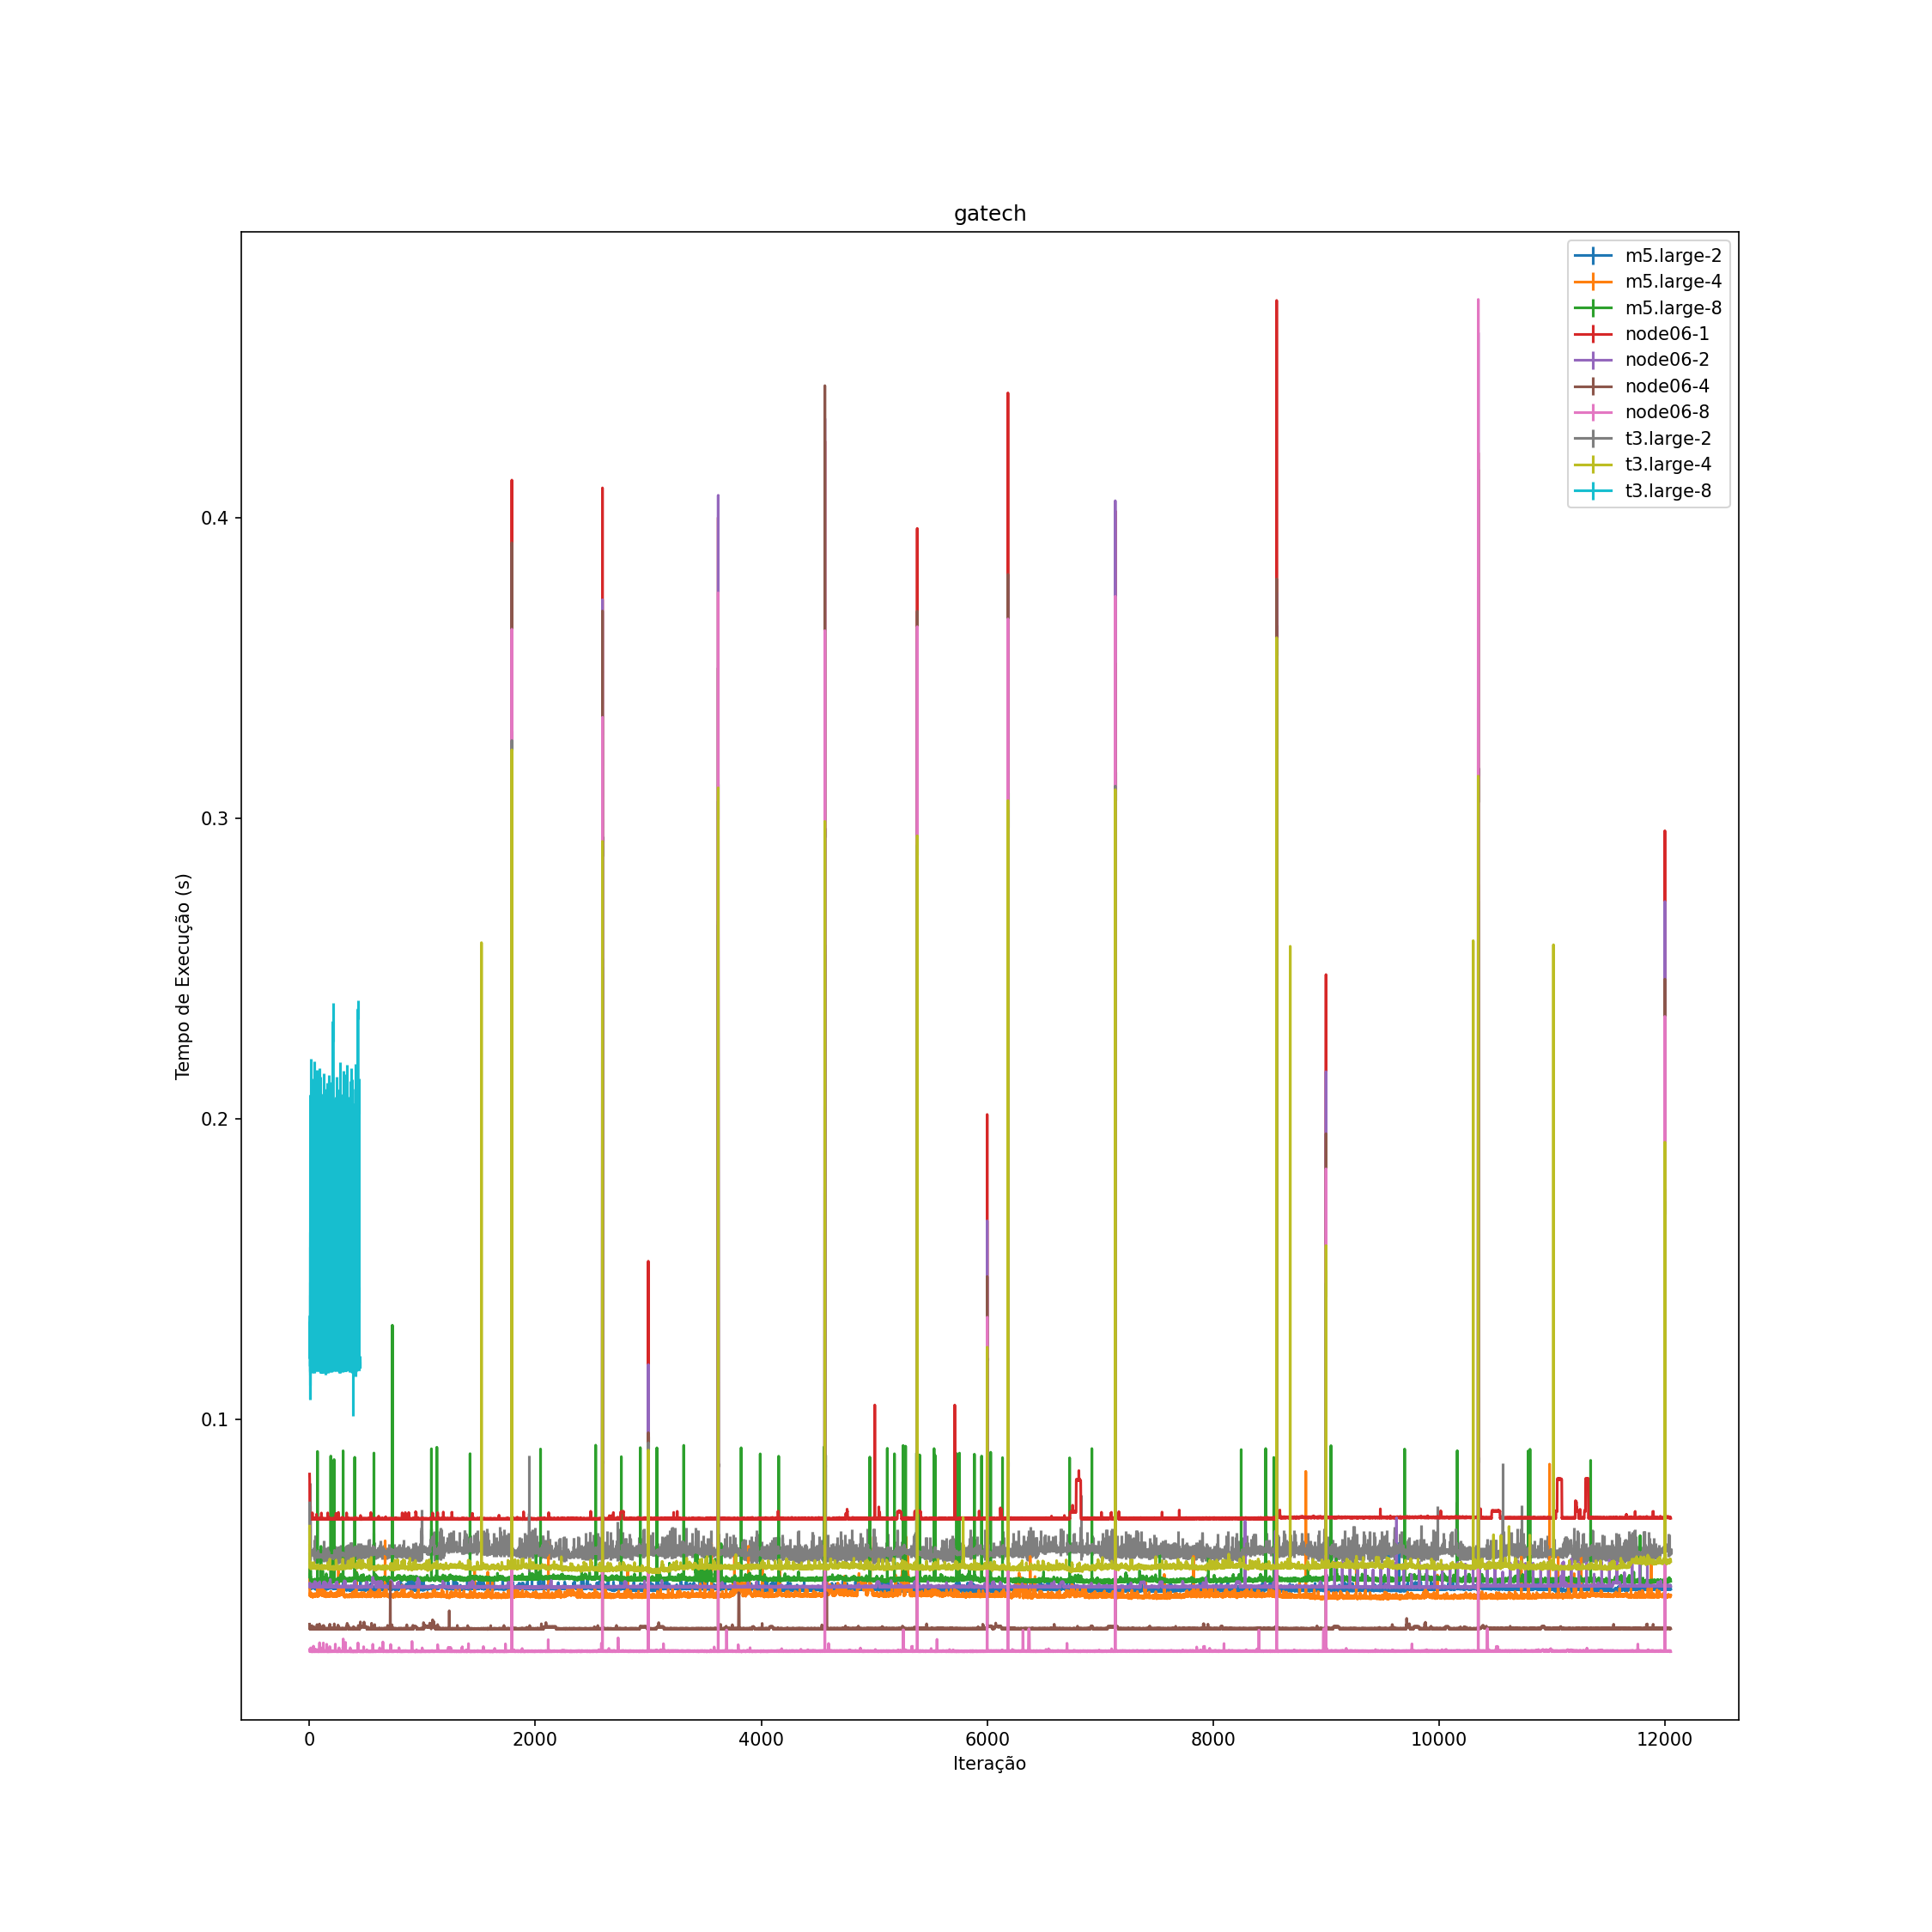 gatech
m5.large-2
m5.large-4
m5.large-8
node06-1
node06-2
node06-4
node06-8
t3.large-2
t3.large-4
t3.large-8
0.4
0.3
0.2
0.1
Tempo de Execução (s)
0 2000 4000 6000 8000 10000 12000
Iteração